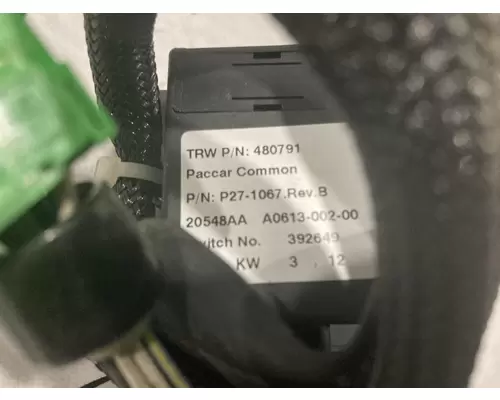 TRW P/N: 480791
Paccar Common
P/N: P27-1067.Rev.B
20548AA A0613-002-00
witch No. 392649
KW 3 . 12